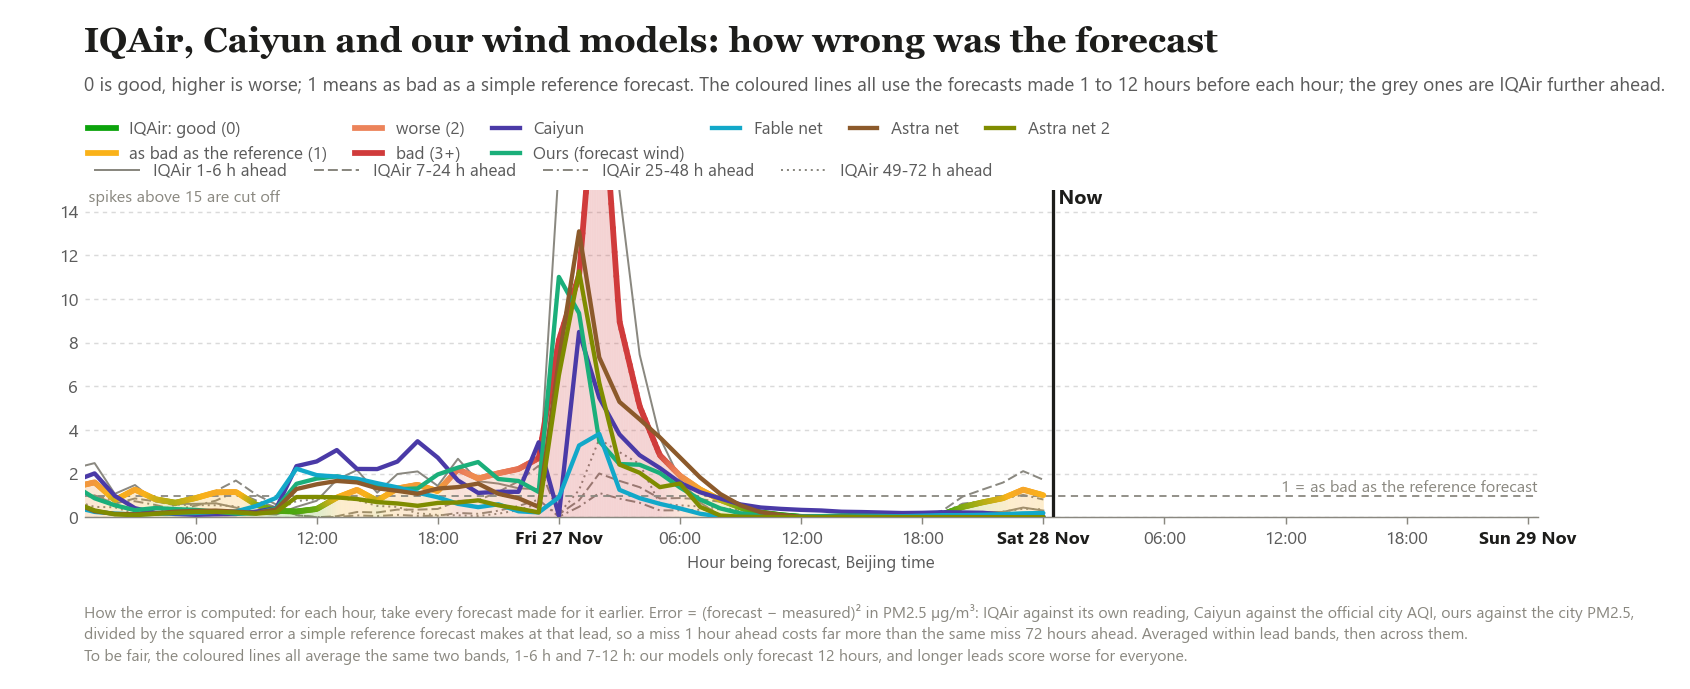 IQAir, Caiyun and our wind models: how wrong was the forecast
0 is good, higher is worse; 1 means as bad as a simple reference forecast. The coloured lines all use the forecasts made 1 to 12 hours before each hour; the grey ones are IQAir further ahead.
IQAir: good (0) worse (2) Caiyun Fable net Astra net Astra net 2
as bad as the reference (1) bad (3+) Ours (forecast wind)
IQAir 1-6 h ahead IQAir 7-24 h ahead IQAir 25-48 h ahead IQAir 49-72 h ahead
spikes above 15 are cut off
Now
14
12
10
8
6
4
2
1 = as bad as the reference forecast
0
06:00 12:00 18:00 Fri 27 Nov 06:00 12:00 18:00 Sat 28 Nov 06:00 12:00 18:00 Sun 29 Nov
Hour being forecast, Beijing time
How the error is computed: for each hour, take every forecast made for it earlier. Error = (forecast − measured)² in PM2.5 µg/m³: IQAir against its own reading, Caiyun against the official city AQI, ours against the city PM2.5,
divided by the squared error a simple reference forecast makes at that lead, so a miss 1 hour ahead costs far more than the same miss 72 hours ahead. Averaged within lead bands, then across them.
To be fair, the coloured lines all average the same two bands, 1-6 h and 7-12 h: our models only forecast 12 hours, and longer leads score worse for everyone.